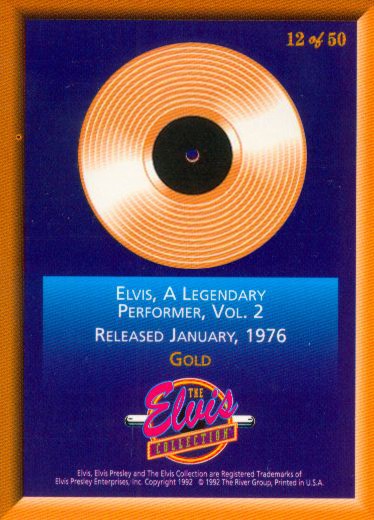 12 of 50
ELVIS, A LEGENDARY
PERFORMER, VOL. 2
RELEASED JANUARY, 1976
GOLD
THE
Elvis
COLLECTION
Elvis, Elvis Presley and The Elvis Collection are Registered Trademarks of
Elvis Presley Enterprises, Inc. Copyright 1992 © 1992 The River Group, Printed in U.S.A.